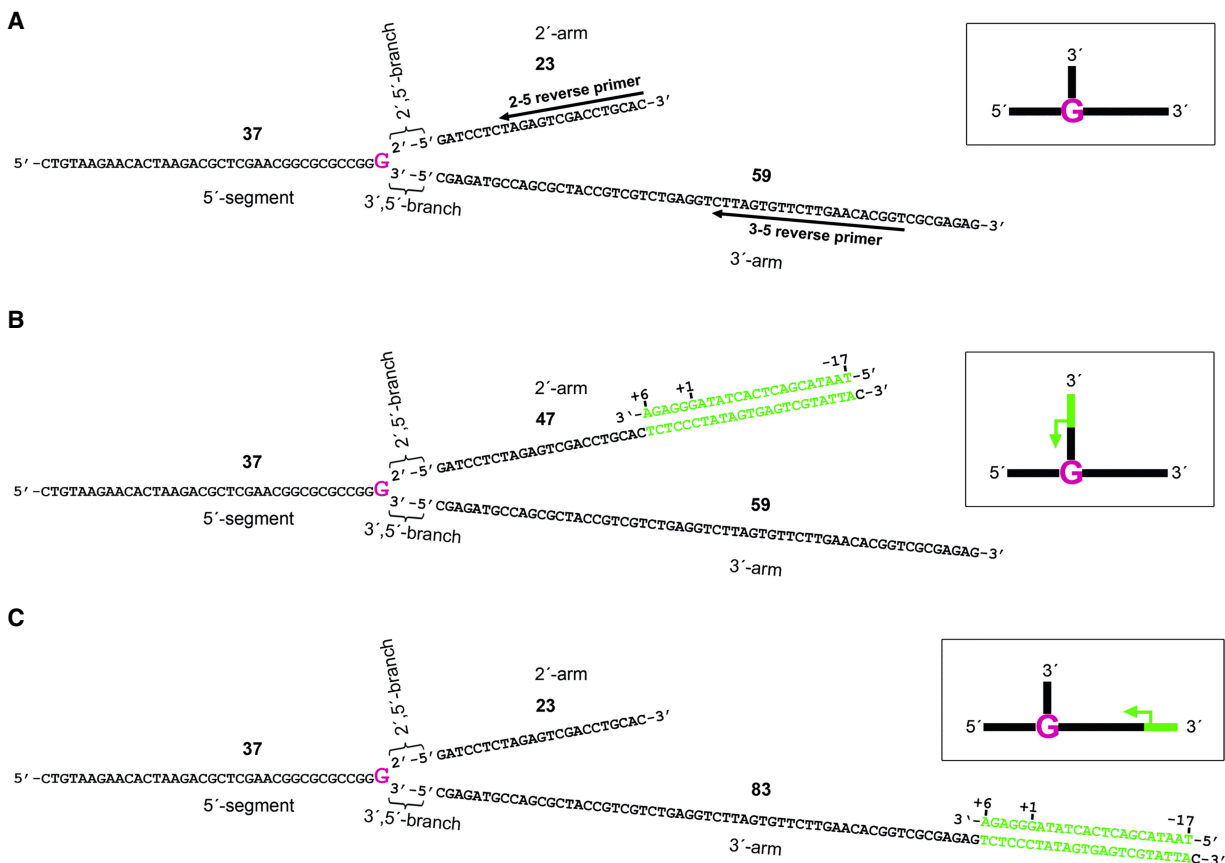 A
2´-arm
23
2´,5´-branch
2-5 reverse primer
37
2′-5′GATCCTCTAGAGTCGACCTGCAC-3′
5′-CTGTAAGAACACTAAGACGCTCGAACGGCGCGCCGGG
5´-segment
3′-5′CGAGATGCCAGCGCTACCGTCGTCTGAGGTCTTAGTGTTCTTGAACACGGTCGCGAGAG-3′
59
3´,5´-branch
3-5 reverse primer
3´-arm
3´
5´ G 3´
B
2´-arm
47
2´,5´-branch
+6 +1 -17
3'-AGAGGGATATCACTCAGCATAAT-5′
37
2′-5′GATCCTCTAGAGTCGACCTGCACTCTCCCTATAGTGAGTCGTATTAC-3′
5′-CTGTAAGAACACTAAGACGCTCGAACGGCGCGCCGGG
5´-segment
3′-5′CGAGATGCCAGCGCTACCGTCGTCTGAGGTCTTAGTGTTCTTGAACACGGTCGCGAGAG-3′
59
3´,5´-branch
3´-arm
3´
5´ G 3´
C
2´-arm
23
2´,5´-branch
37
2′-5′GATCCTCTAGAGTCGACCTGCAC-3′
5′-CTGTAAGAACACTAAGACGCTCGAACGGCGCGCCGGG
5´-segment
83
+6 +1 -17
3'-AGAGGGATATCACTCAGCATAAT-5′
3′-5′CGAGATGCCAGCGCTACCGTCGTCTGAGGTCTTAGTGTTCTTGAACACGGTCGCGAGAGTCTCCCTATAGTGAGTCGTATTAC-3′
3´,5´-branch
3´-arm
3´
5´ G 3´